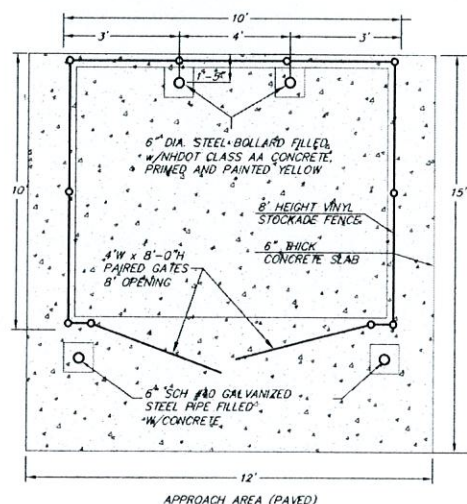 10'
3'
4'
3'
1'-3"
6" DIA. STEEL BOLLARD FILLED
w/NHDOT CLASS AA CONCRETE
PRIMED AND PAINTED YELLOW
10'
15'
8' HEIGHT VINYL
STOCKADE FENCE
6" THICK
CONCRETE SLAB
4'W x 8'-0"H
PAIRED GATES
8' OPENING
6" SCH #40 GALVANIZED
STEEL PIPE FILLED
W/CONCRETE
12'
APPROACH AREA (PAVED)